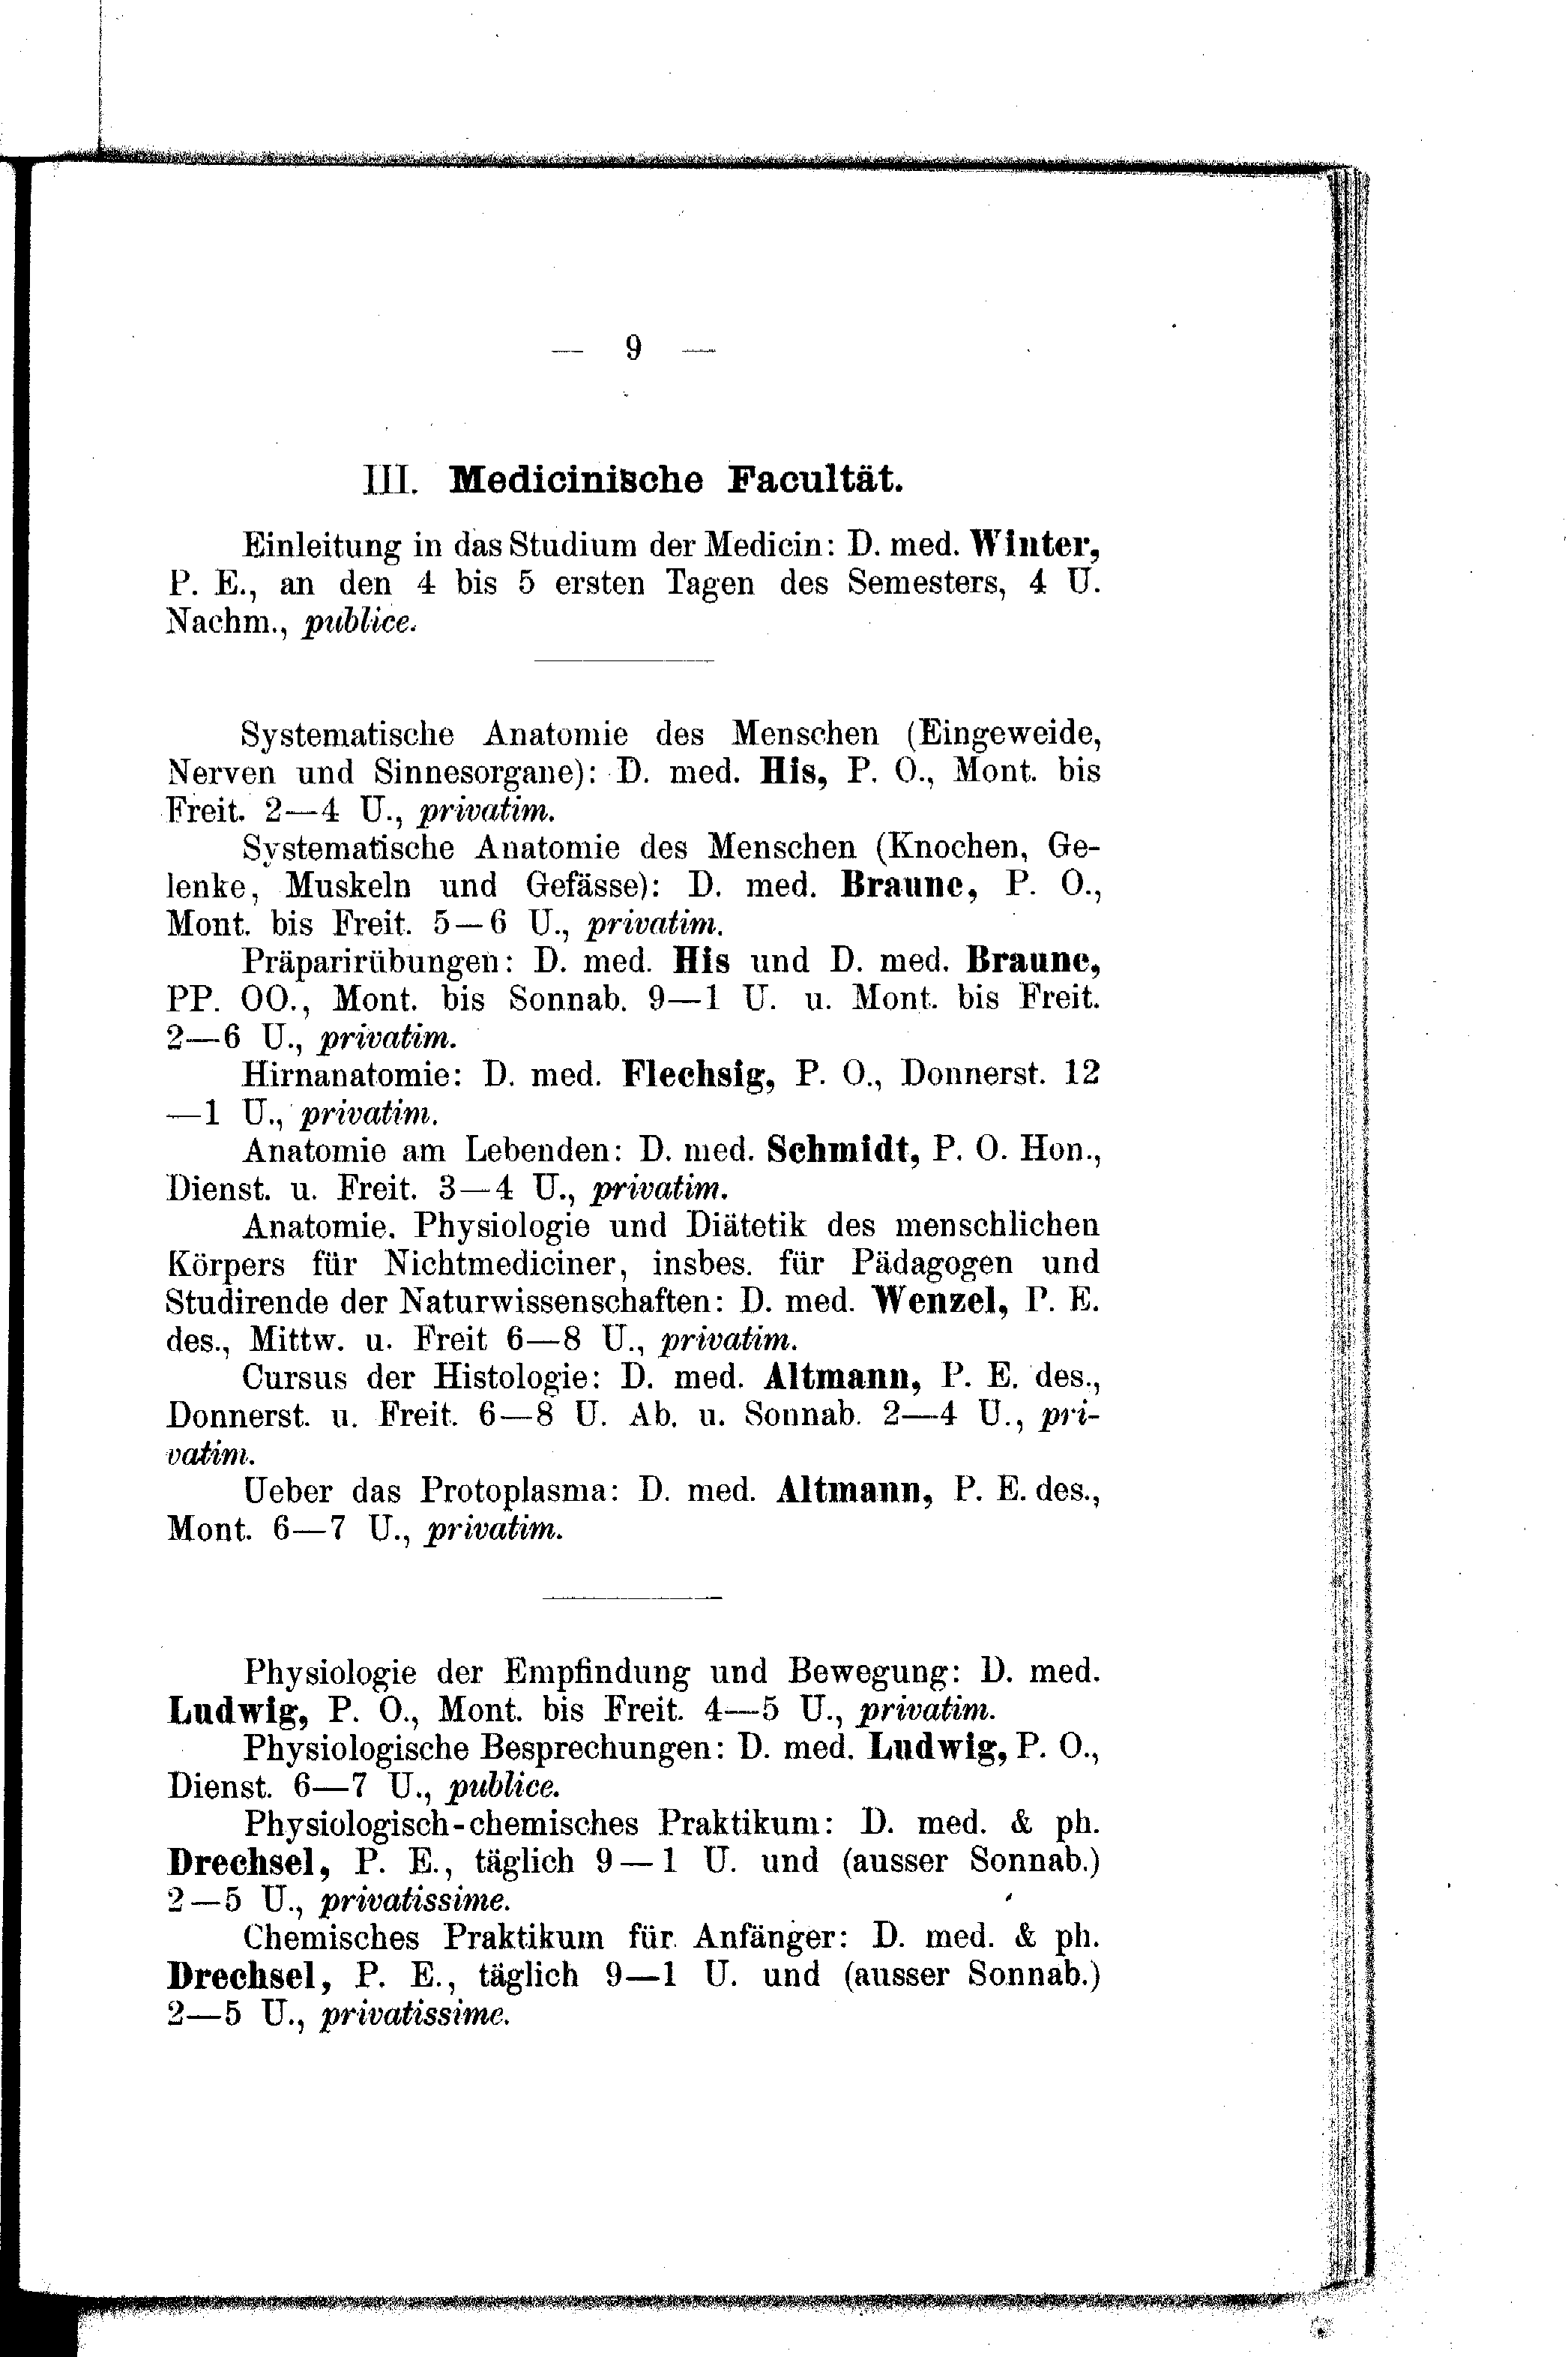 — 9 —
III. Medicinische Facultät.
Einleitung in das Studium der Medicin: D. med. Winter,
P. E., an den 4 bis 5 ersten Tagen des Semesters, 4 U.
Nachm., publice.
Systematische Anatomie des Menschen (Eingeweide,
Nerven und Sinnesorgane): D. med. His, P. O., Mont. bis
Freit. 2—4 U., privatim.
Systematische Anatomie des Menschen (Knochen, Ge-
lenke, Muskeln und Gefässe): D. med. Braune, P. O.,
Mont. bis Freit. 5—6 U., privatim.
Präparirübungen: D. med. His und D. med. Braune,
PP. OO., Mont. bis Sonnab. 9—1 U. u. Mont. bis Freit.
2—6 U., privatim.
Hirnanatomie: D. med. Flechsig, P. O., Donnerst. 12
—1 U., privatim.
Anatomie am Lebenden: D. med. Schmidt, P. O. Hon.,
Dienst. u. Freit. 3—4 U., privatim.
Anatomie. Physiologie und Diätetik des menschlichen
Körpers für Nichtmediciner, insbes. für Pädagogen und
Studirende der Naturwissenschaften: D. med. Wenzel, P. E.
des., Mittw. u. Freit 6—8 U., privatim.
Cursus der Histologie: D. med. Altmann, P. E. des.,
Donnerst. u. Freit. 6—8 U. Ab. u. Sonnab. 2—4 U., pri-
vatim.
Ueber das Protoplasma: D. med. Altmann, P. E. des.,
Mont. 6—7 U., privatim.
Physiologie der Empfindung und Bewegung: D. med.
Ludwig, P. O., Mont. bis Freit. 4—5 U., privatim.
Physiologische Besprechungen: D. med. Ludwig, P. O.,
Dienst. 6—7 U., publice.
Physiologisch-chemisches Praktikum: D. med. & ph.
Drechsel, P. E., täglich 9—1 U. und (ausser Sonnab.)
2—5 U., privatissime.
Chemisches Praktikum für Anfänger: D. med. & ph.
Drechsel, P. E., täglich 9—1 U. und (ausser Sonnab.)
2—5 U., privatissime.